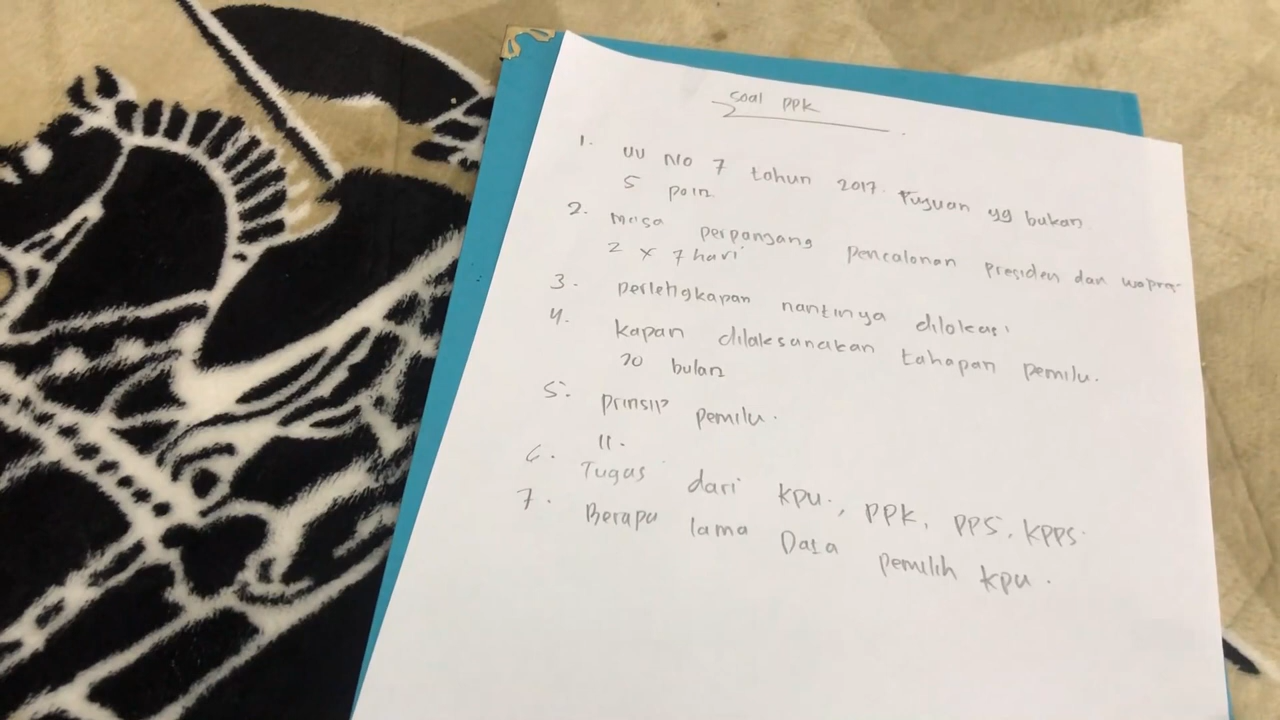 Soal PPK
1. UU No 7 tahun 2017. Tujuan yg bukan
5 poin
2. Masa perpanjang pencalonan Presiden dan wapres
2 x 7 hari
3. perlengkapan nantinya dilokasi
4. kapan dilaksanakan tahapan pemilu.
20 bulan
5. prinsip pemilu.
11.
6. Tugas dari kpu, PPK, PPS, KPPS.
7. Berapa lama Data pemilih kpu.